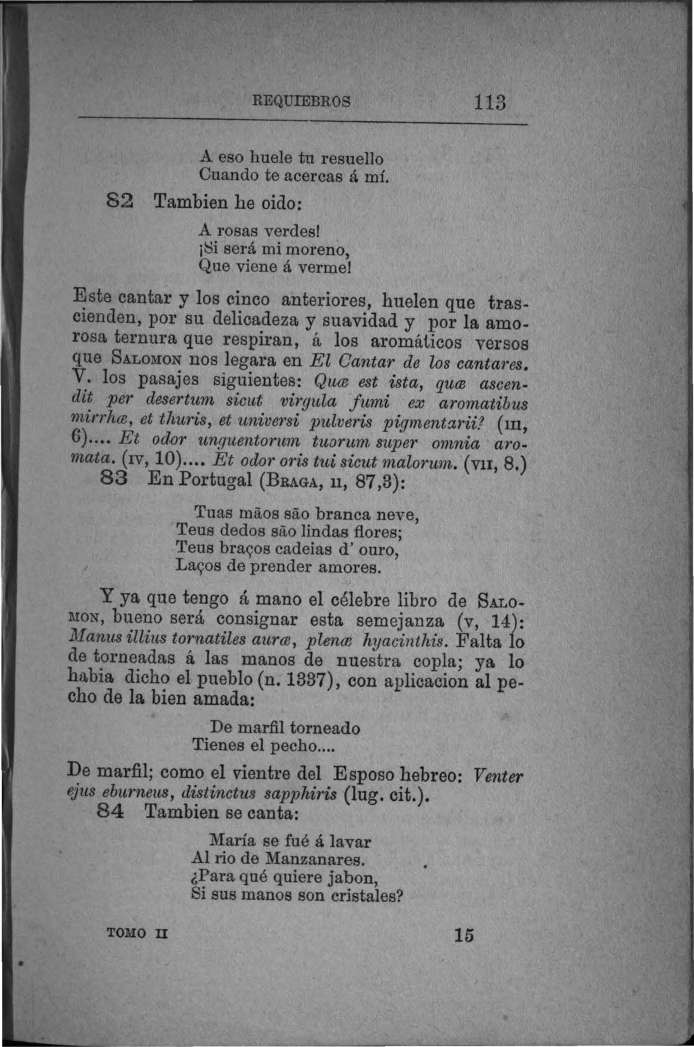 REQUIEBROS 113
A eso huele tu resuello
Cuando te acercas á mí.
82 Tambien he oido:
A rosas verdes!
¡Si será mi moreno,
Que viene á verme!
Este cantar y los cinco anteriores, huelen que tras-
cienden, por su delicadeza y suavidad y por la amo-
rosa ternura que respiran, á los aromáticos versos
que SALOMON nos legara en El Cantar de los cantares.
V. los pasajes siguientes: Quæ est ista, quæ ascen-
dit per desertum sicut virgula fumi ex aromatibus
mirrhæ, et thuris, et universi pulveris pigmentarii? (III,
6).... Et odor unguentorum tuorum super omnia aro-
mata. (IV, 10).... Et odor oris tui sicut malorum. (VII, 8.)
83 En Portugal (BRAGA, II, 87,3):
Tuas mãos são branca neve,
Teus dedos são lindas flores;
Teus braços cadeias d' ouro,
Laços de prender amores.
Y ya que tengo á mano el célebre libro de SALO-
MON, bueno será consignar esta semejanza (V, 14):
Manus illius tornatiles auræ, plenæ hyacinthis. Falta lo
de torneadas á las manos de nuestra copla; ya lo
habia dicho el pueblo (n. 1337), con aplicacion al pe-
cho de la bien amada:
De marfil torneado
Tienes el pecho....
De marfil; como el vientre del Esposo hebreo: Venter
ejus eburneus, distinctus sapphiris (lug. cit.).
84 Tambien se canta:
María se fué á lavar
Al rio de Manzanares.
¿Para qué quiere jabon,
Si sus manos son cristales?
TOMO II 15